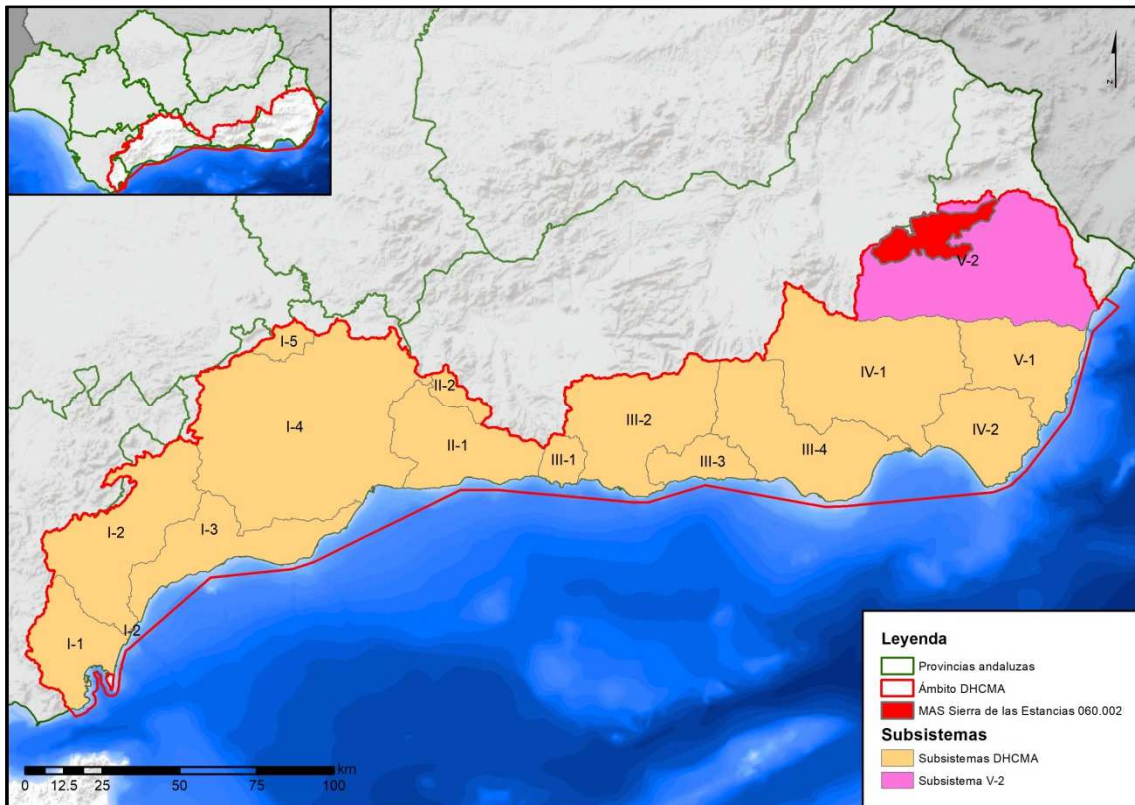 z
V-2
I-5
II-2
I-4
IV-1
V-1
III-2
IV-2
II-1
III-1
III-3
III-4
I-2
I-3
I-2
I-1
Leyenda
Provincias andaluzas
Ámbito DHCMA
MAS Sierra de las Estancias 060.002
Subsistemas
Subsistemas DHCMA
Subsistema V-2
km
0 12.5 25 50 75 100